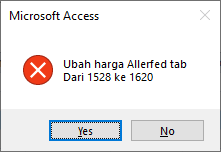 Microsoft Access
Ubah harga Allerfed tab
Dari 1528 ke 1620
Yes
No